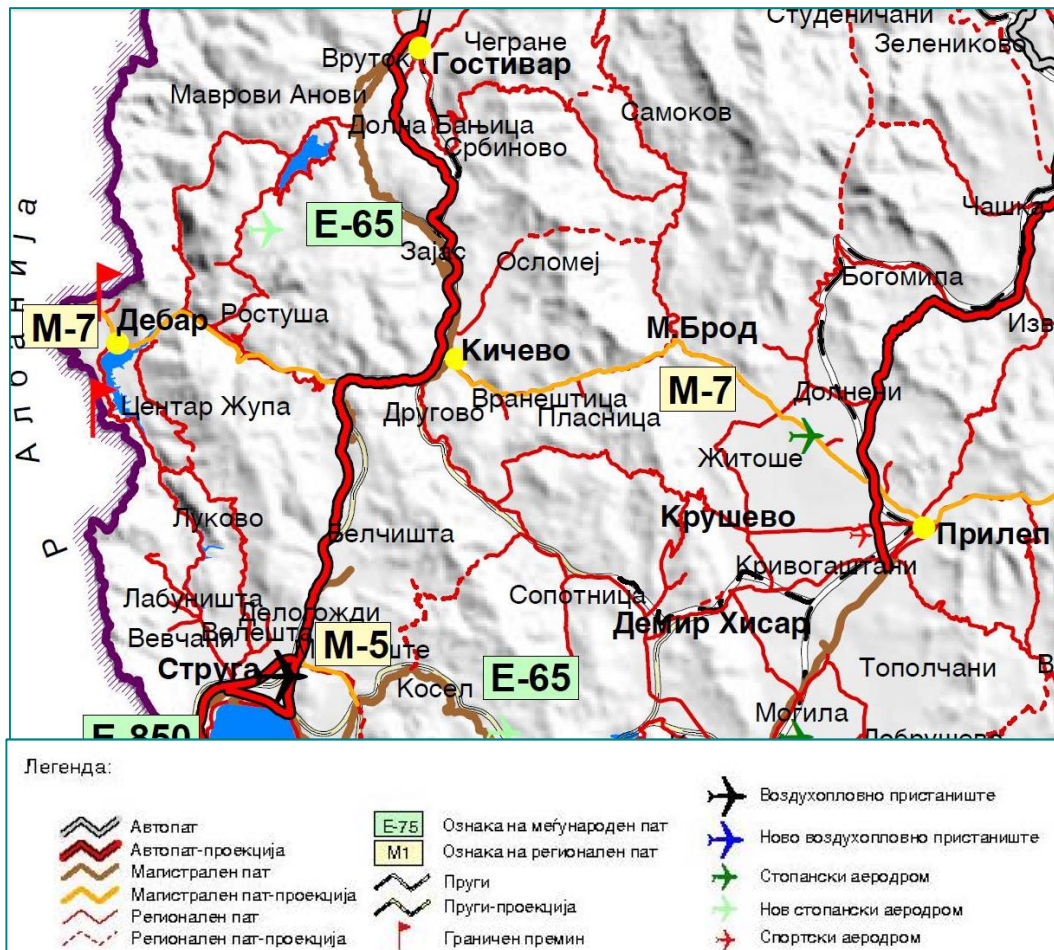 Студеничани
Зелениково
Чегране
Вруток
Гостивар
Маврови Анови
Самоков
Долна Бањица
Србиново
Чашка
Е-65
Зајас
Осломеј
Богомила
Ростуша
М-7
Дебар
М.Брод
Кичево
М-7
Долнени
Центар Жупа
Другово
Вранештица
Пласница
Житоше
Р
Алоанија
Луково
Крушево
Прилеп
Белчишта
Кривогаштани
Лабуништа
Делогожди
Сопотница
Вевчани
Велешта
Демир Хисар
М-5
Струга
Косел
Е-65
Тополчани
Могила
Е-850
Добрушево
Легенда:
Автопат
Автопат-проекција
Магистрален пат
Магистрален пат-проекција
Регионален пат
Регионален пат-проекција
Е-75 Ознака на меѓународен пат
М1 Ознака на регионален пат
Пруги
Пруги-проекција
Граничен премин
Воздухопловно пристаниште
Ново воздухопловно пристаниште
Стопански аеродром
Нов стопански аеродром
Спортски аеродром